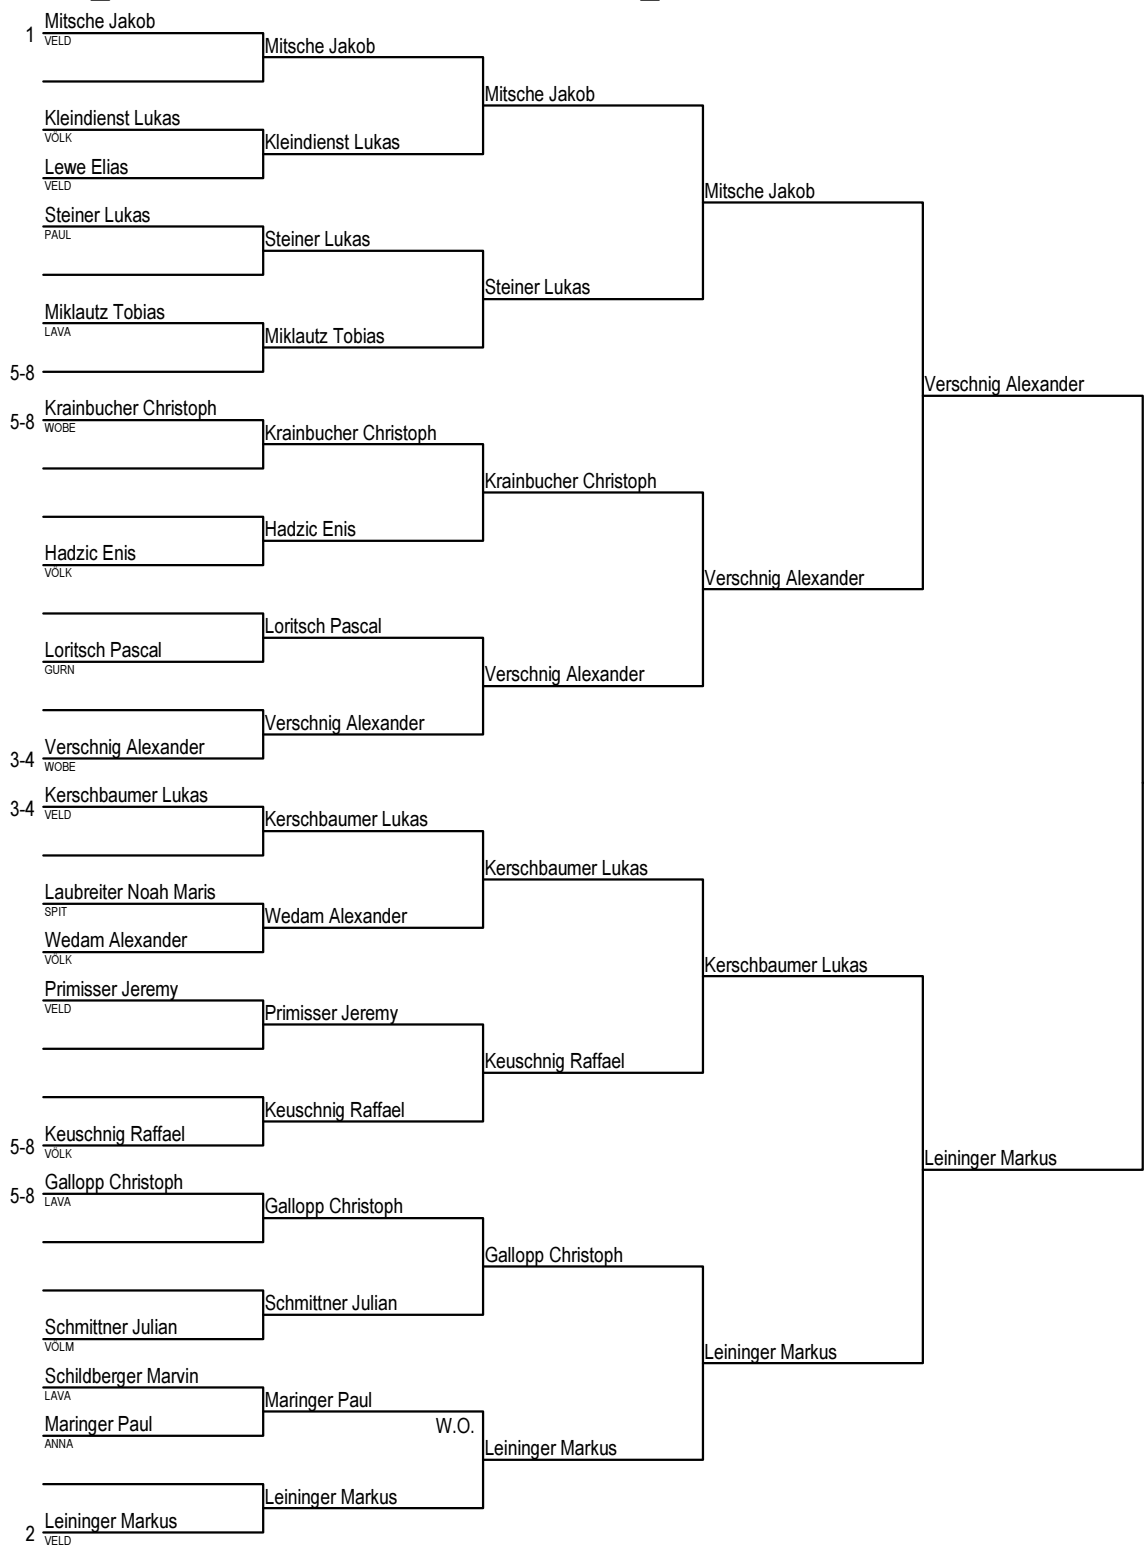 Mitsche Jakob
1
VELD
Mitsche Jakob
Mitsche Jakob
Kleindienst Lukas
VÖLK
Kleindienst Lukas
Lewe Elias
VELD
Mitsche Jakob
Steiner Lukas
PAUL
Steiner Lukas
Steiner Lukas
Miklautz Tobias
LAVA
Miklautz Tobias
5-8
Verschnig Alexander
Krainbucher Christoph
5-8
WOBE
Krainbucher Christoph
Krainbucher Christoph
Hadzic Enis
Hadzic Enis
VÖLK
Verschnig Alexander
Loritsch Pascal
Loritsch Pascal
GURN
Verschnig Alexander
Verschnig Alexander
Verschnig Alexander
3-4
WOBE
Kerschbaumer Lukas
3-4
VELD
Kerschbaumer Lukas
Kerschbaumer Lukas
Laubreiter Noah Maris
SPIT
Wedam Alexander
Wedam Alexander
VÖLK
Kerschbaumer Lukas
Primisser Jeremy
VELD
Primisser Jeremy
Keuschnig Raffael
Keuschnig Raffael
Keuschnig Raffael
5-8
VÖLK
Leininger Markus
Gallopp Christoph
5-8
LAVA
Gallopp Christoph
Gallopp Christoph
Schmittner Julian
Schmittner Julian
VÖLM
Leininger Markus
Schildberger Marvin
LAVA
Maringer Paul
Maringer Paul
W.O.
ANNA
Leininger Markus
Leininger Markus
Leininger Markus
2
VELD